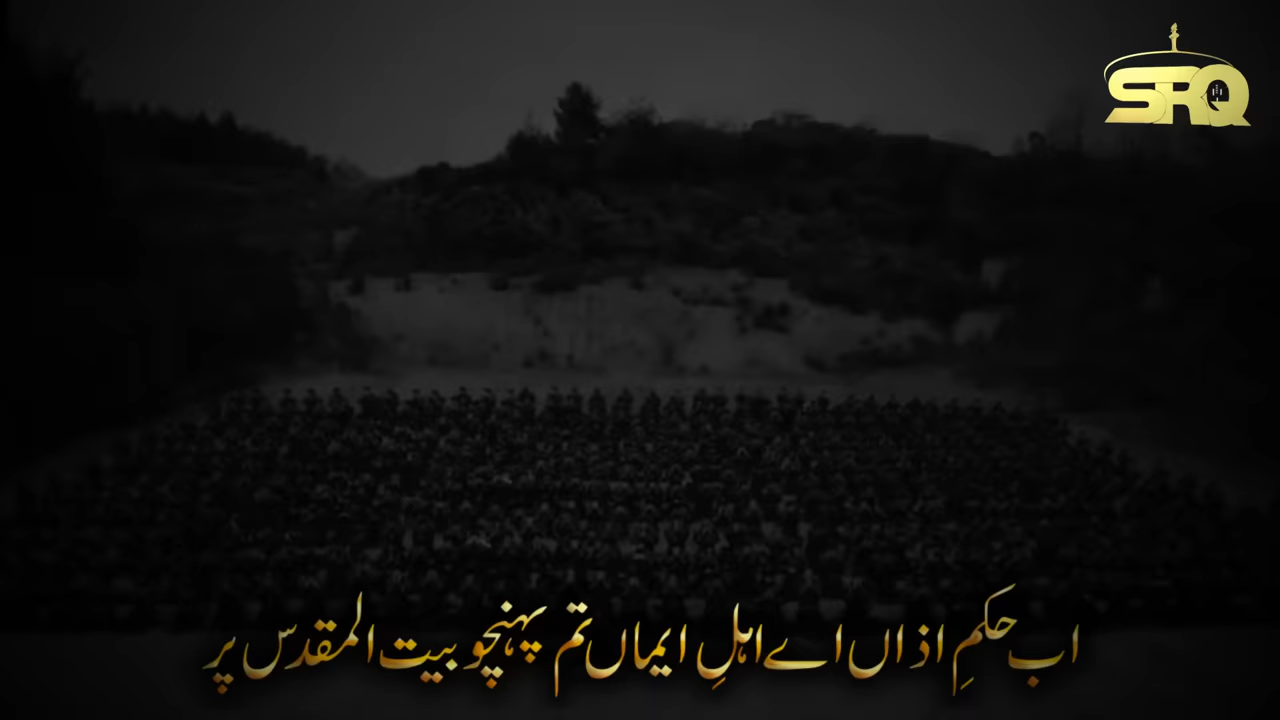 SRQ
اب حکمِ اذاں اے اہلِ ایماں تم پہنچو بیت المقدس پر